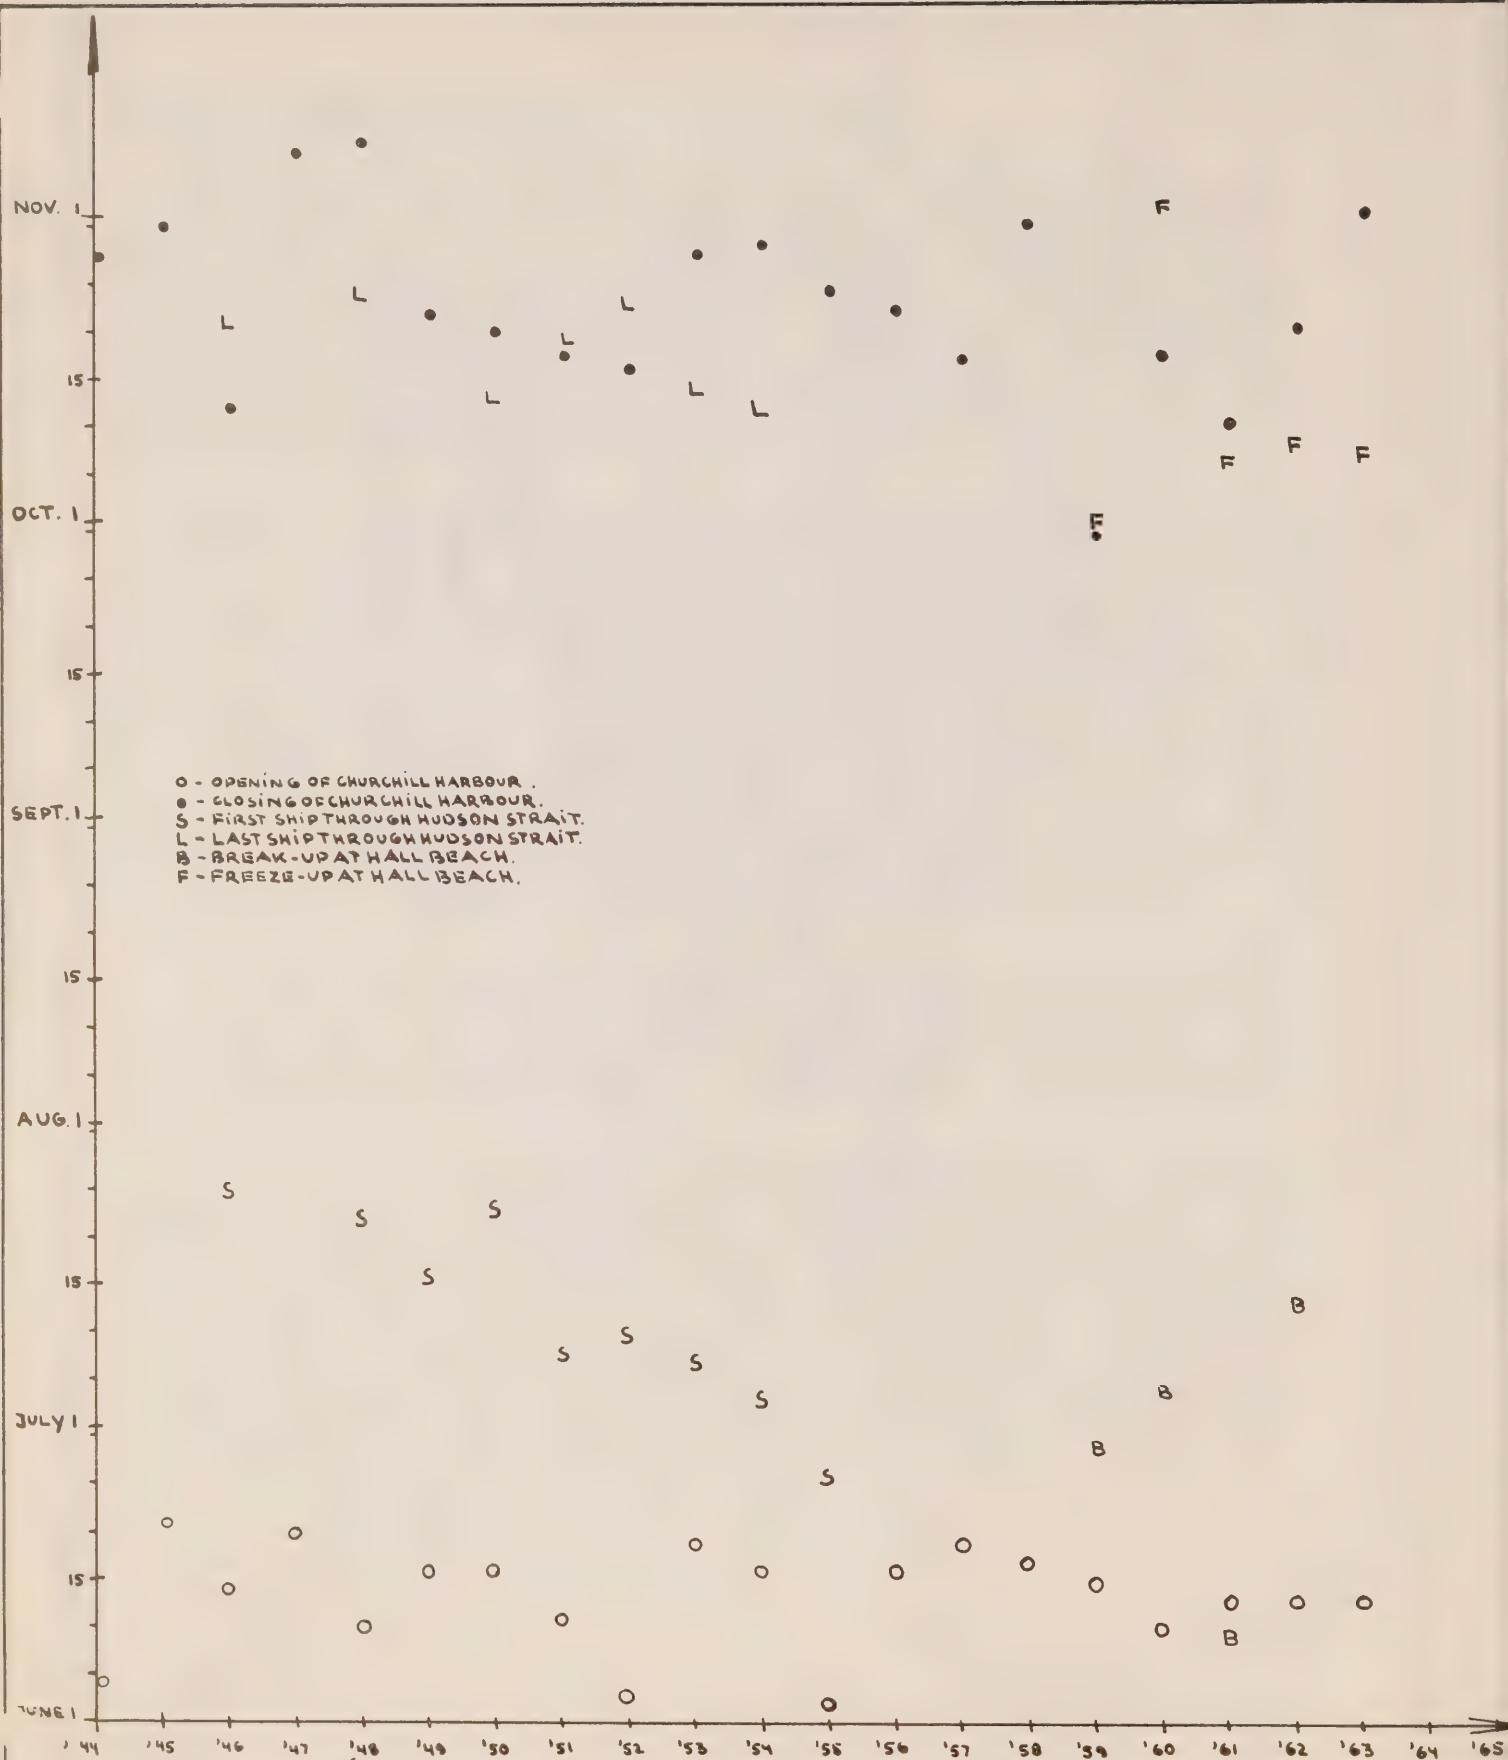 NOV. 1
15
OCT. 1
15
SEPT. 1
15
AUG. 1
15
JULY 1
15
JUNE 1
O - OPENING OF CHURCHILL HARBOUR.
● - CLOSING OF CHURCHILL HARBOUR.
S - FIRST SHIP THROUGH HUDSON STRAIT.
L - LAST SHIP THROUGH HUDSON STRAIT.
B - BREAK-UP AT HALL BEACH.
F - FREEZE-UP AT HALL BEACH.
F
L
L
L
L
L
L
L
F
F
F
F
S
S
S
S
S
S
S
S
S
B
B
B
B
'44 '45 '46 '47 '48 '49 '50 '51 '52 '53 '54 '55 '56 '57 '58 '59 '60 '61 '62 '63 '64 '65